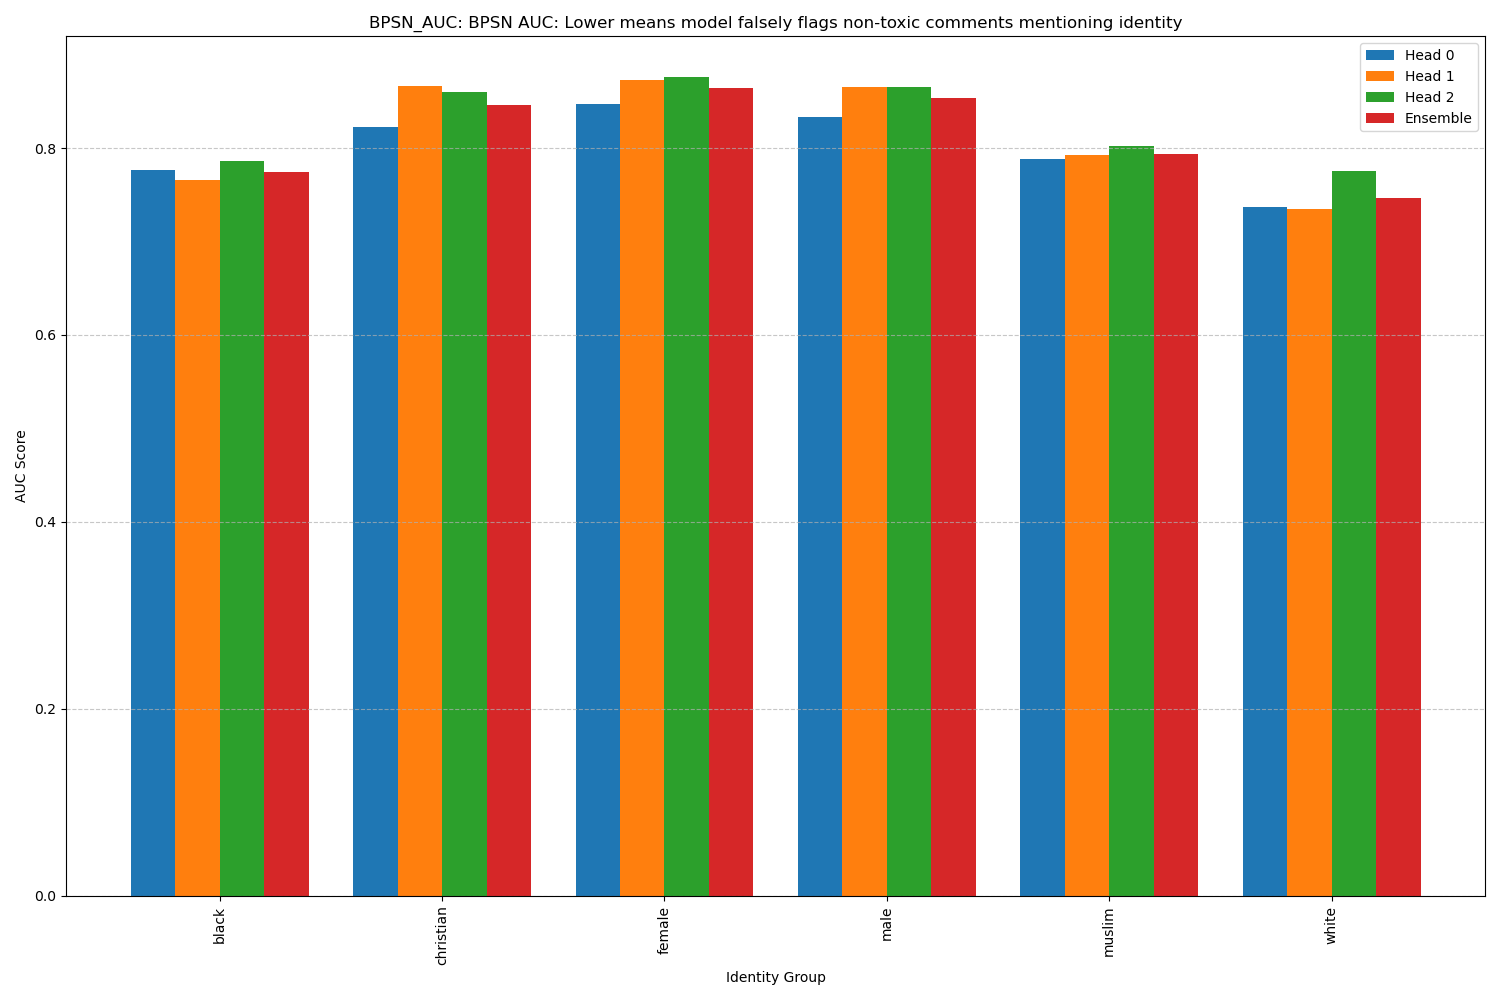 BPSN_AUC: BPSN AUC: Lower means model falsely flags non-toxic comments mentioning identity
Head 0
Head 1
Head 2
Ensemble
0.8
0.6
0.4
0.2
0.0
AUC Score
black
christian
female
male
muslim
white
Identity Group